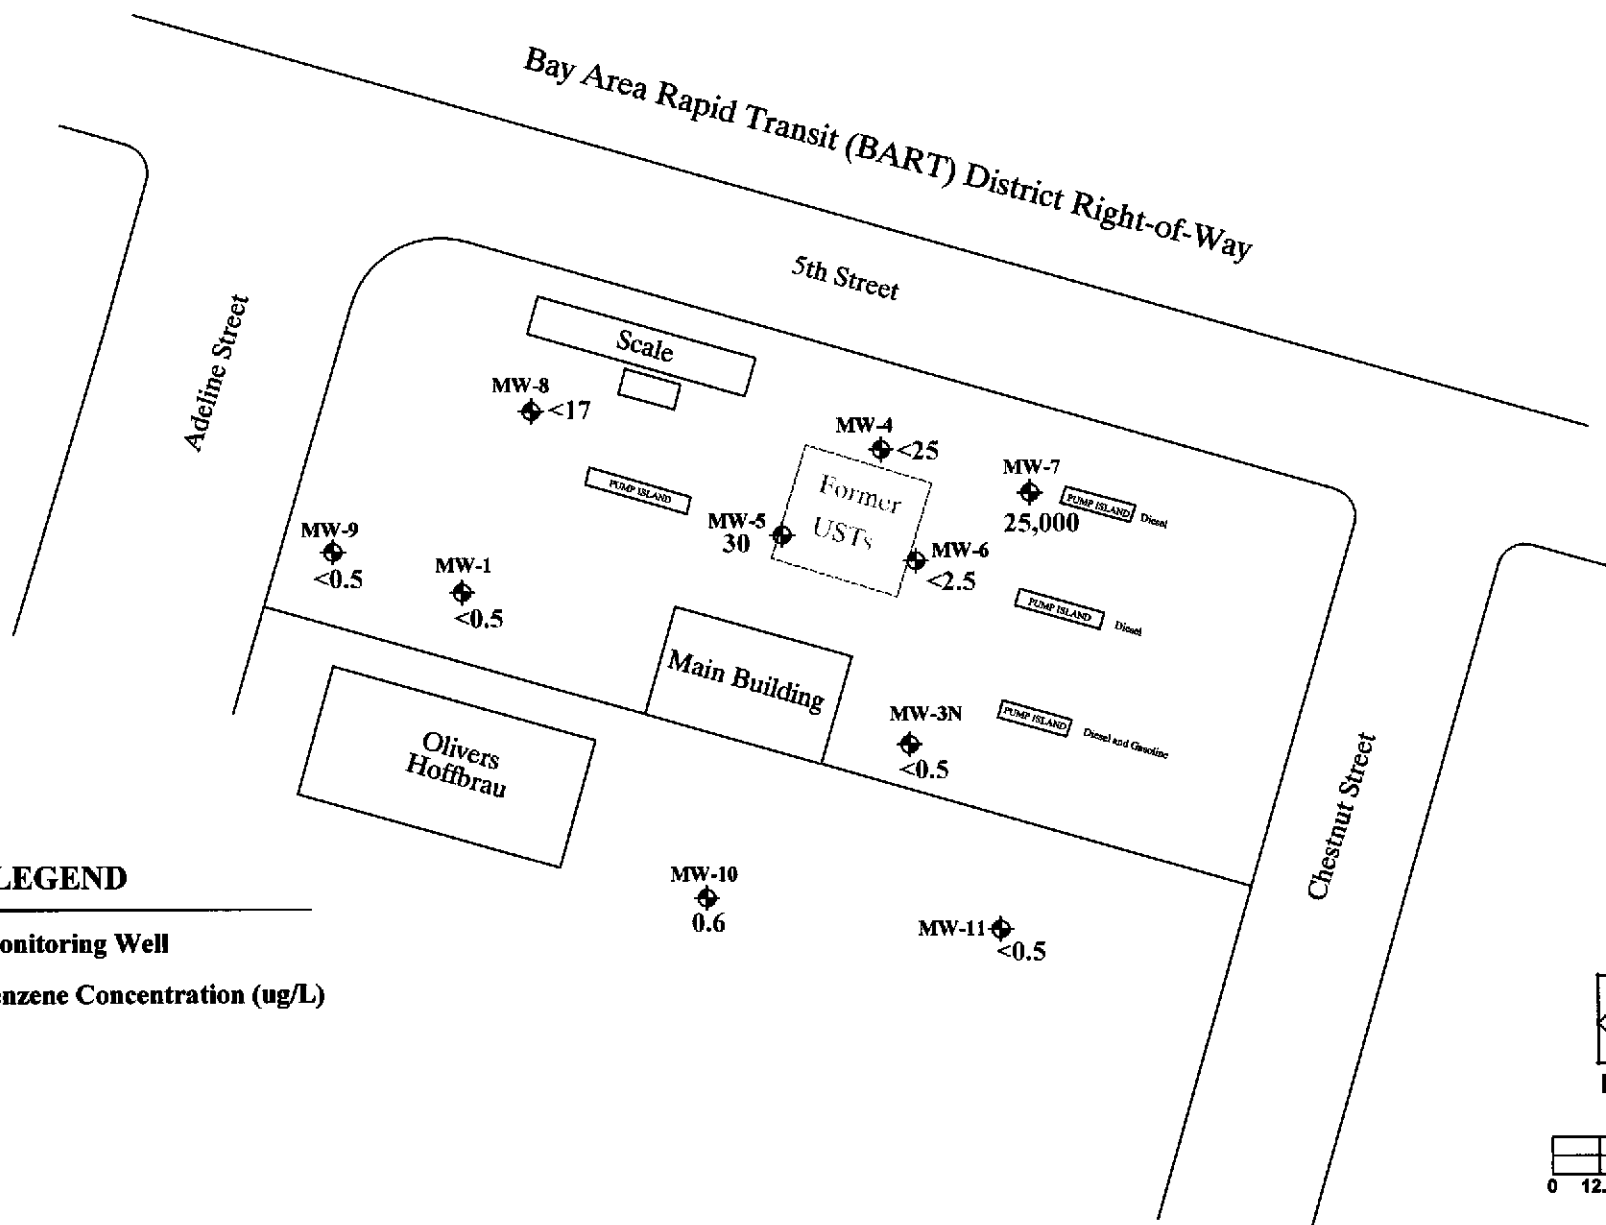 Bay Area Rapid Transit (BART) District Right-of-Way
5th Street
Adeline Street
Scale
MW-8
<17
MW-4
<25
MW-7
25,000
PUMP ISLAND
Diesel
PUMP ISLAND
Former
USTs
MW-5
30
MW-6
<2.5
MW-9
<0.5
MW-1
<0.5
PUMP ISLAND
Diesel
Main Building
MW-3N
<0.5
PUMP ISLAND
Diesel and Gasoline
Olivers
Hoffbrau
Chestnut Street
LEGEND
MW-10
0.6
MW-11
<0.5
onitoring Well
enzene Concentration (ug/L)
0 12.